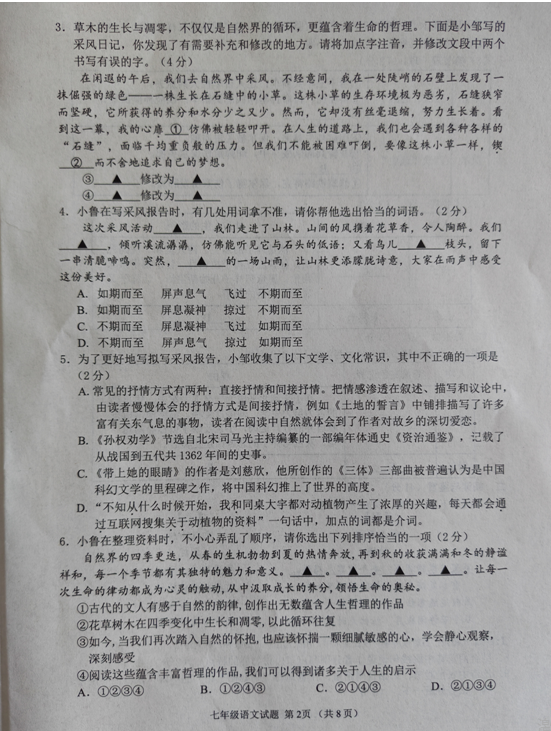 3．草木的生长与凋零，不仅仅是自然界的循环，更蕴含着生命的哲理。下面是小邹写的
采风日记，你发现了有需要补充和修改的地方。请将加点字注音，并修改文段中两个
书写有误的字。（4分）
在闲遐的午后，我们去自然界中采风。不经意间，我在一处陡峭的石壁上发现了一
抹倔强的绿色——一株生长在石缝中的小草。这株小草的生存环境极为恶劣，石缝狭窄
而坚硬，它所获得的养分和水分少之又少。然而，它却没有丝毫退缩，努力生长着。看
到这一幕，我的心扉 ① 仿佛被轻轻叩开。在人生的道路上，我们也会遇到各种各样的
“石缝”，面临千均重负般的压力。但我们不能被困难吓倒，要像这株小草一样，锲
② 而不舍地追求自己的梦想。
③ ▲ 修改为 ▲
④ ▲ 修改为 ▲
4．小鲁在写采风报告时，有几处用词拿不准，请你帮他选出恰当的词语。（2分）
这次采风活动 ▲ ，我们走进了山林。山间的风携着花草香，令人陶醉。我们
▲ ，倾听溪流潺潺，仿佛能听见它与石头的低语；又看鸟儿 ▲ 枝头，留下
一串清脆啼鸣。突然， ▲ 的一场山雨，让山林更添朦胧诗意，大家在雨声中感受
这份美好。
A．如期而至 屏声息气 飞过 不期而至
B．如期而至 屏息凝神 掠过 不期而至
C．不期而至 屏息凝神 飞过 如期而至
D．不期而至 屏声息气 掠过 如期而至
5．为了更好地写拟写采风报告，小邹收集了以下文学、文化常识，其中不正确的一项是
（2分）
A. 常见的抒情方式有两种：直接抒情和间接抒情。把情感渗透在叙述、描写和议论中，
由读者慢慢体会的抒情方式是间接抒情，例如《土地的誓言》中铺排描写了许多
富有关东气息的事物，读者在阅读中自然就体会到了作者对故乡的深切爱恋。
B.《孙权劝学》节选自北宋司马光主持编纂的一部编年体通史《资治通鉴》，记载了
从战国到五代共 1362 年间的史事。
C.《带上她的眼睛》的作者是刘慈欣，他所创作的《三体》三部曲被普遍认为是中国
科幻文学的里程碑之作，将中国科幻推上了世界的高度。
D.“不知从什么时候开始，我和同桌大宇都对动植物产生了浓厚的兴趣，每天都会通
过互联网搜集关于动植物的资料”一句话中，加点的词都是介词。
6．小鲁在整理资料时，不小心弄乱了顺序，请你选出下列排序恰当的一项（2分）
自然界的四季更迭，从春的生机勃勃到夏的热情奔放,再到秋的收获满满和冬的静谧
祥和，每一个季节都有其独特的魅力和意义。 ▲ 。 ▲ 。 ▲ 。 ▲ 。让每一
次生命的律动都成为心灵的触动,从中汲取成长的养分,领悟生命的奥秘。
①古代的文人有感于自然的韵律,创作出无数蕴含人生哲理的作品
②花草树木在四季变化中生长和凋零,以此循环往复
③如今,当我们再次踏入自然的怀抱,也应该怀揣一颗细腻敏感的心，学会静心观察，
深刻感受
④阅读这些蕴含丰富哲理的作品,我们可以得到诸多关于人生的启示
A．①②③④ B．①②④③ C．②①④③ D．②①③④
七年级语文试题 第2页 （共8页）